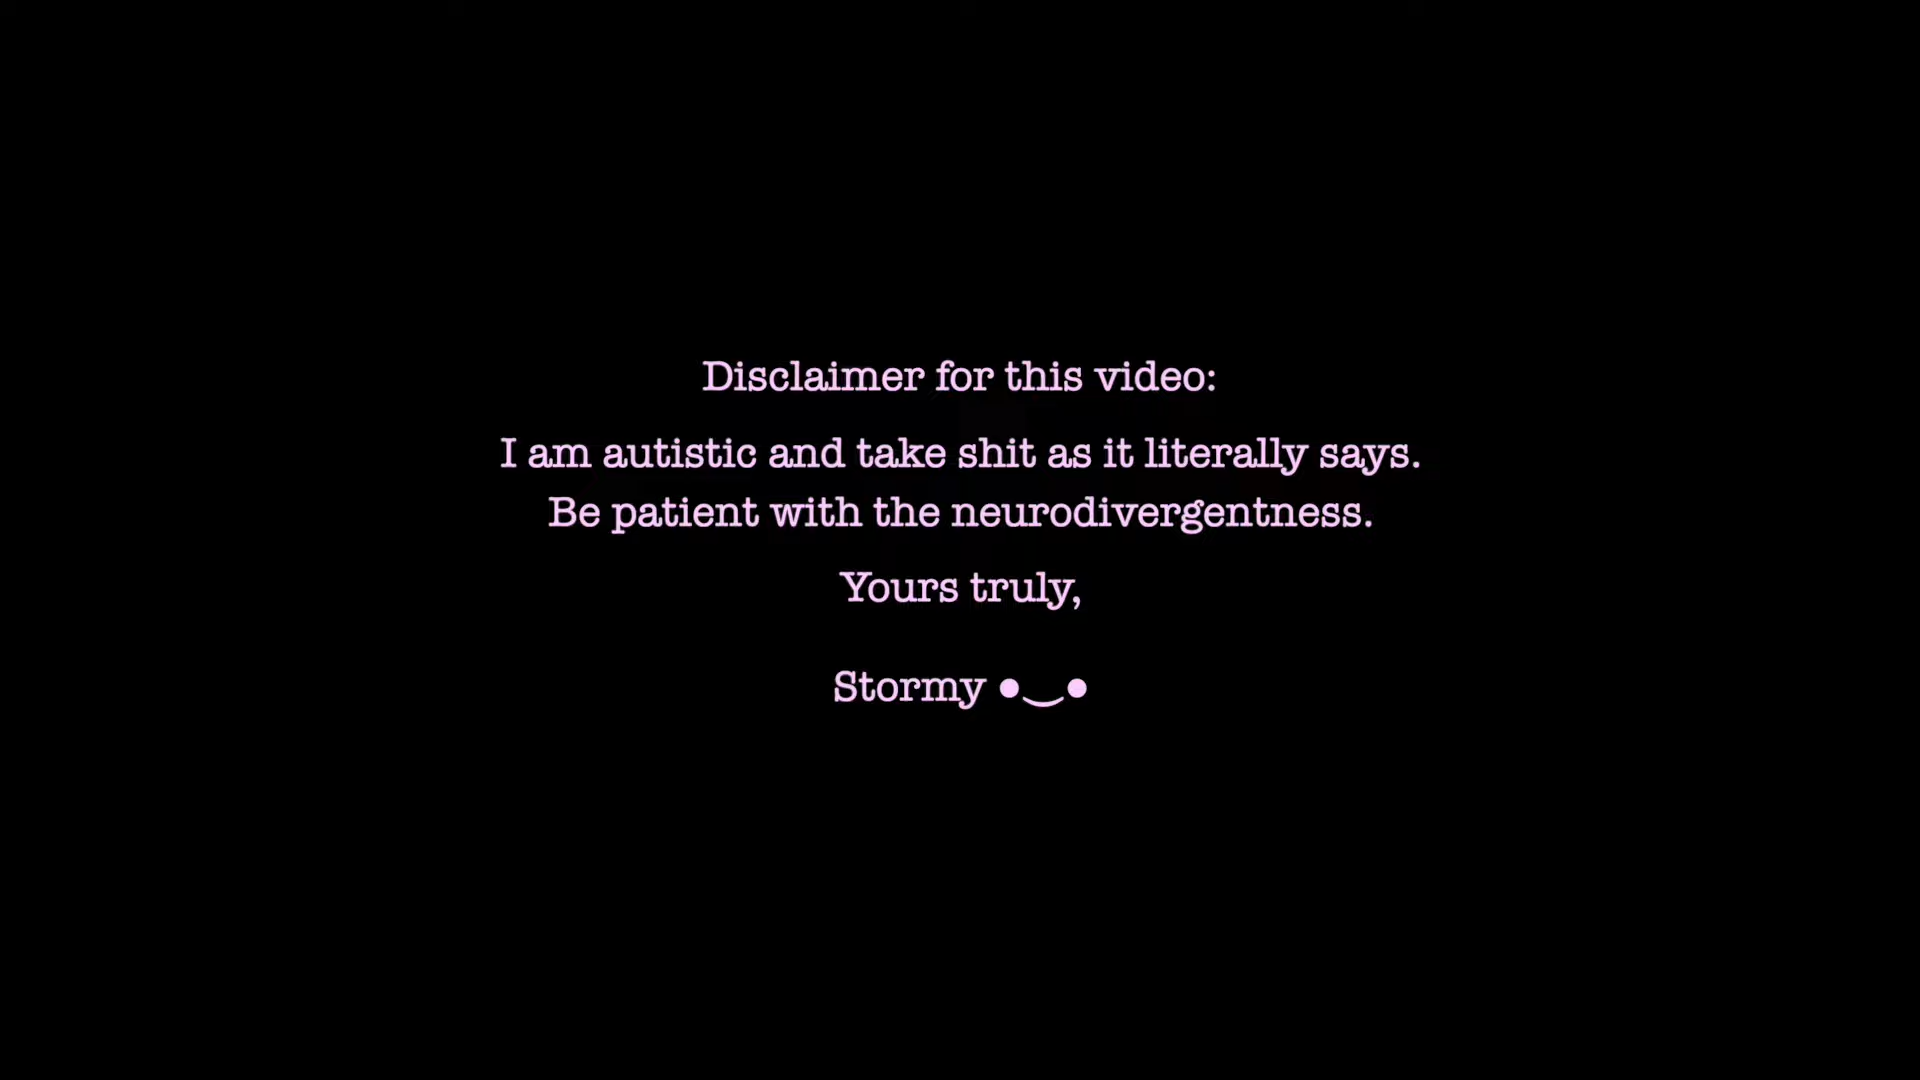 Disclaimer for this video:
I am autistic and take shit as it literally says.
Be patient with the neurodivergentness.
Yours truly,
Stormy •‿•